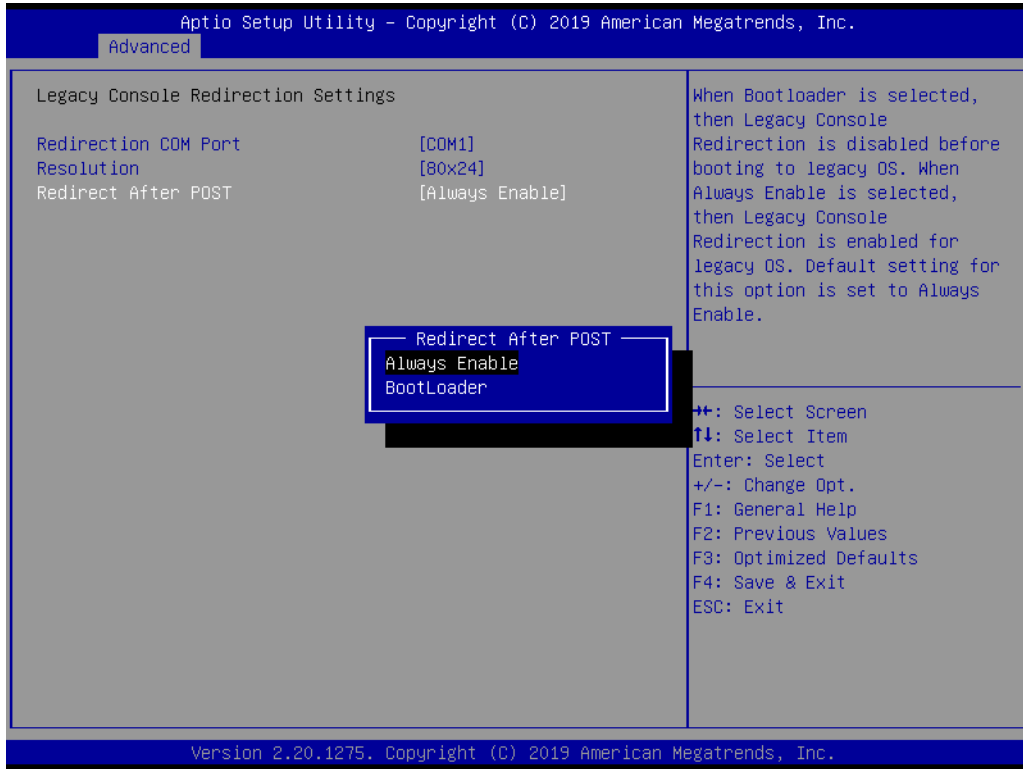 Aptio Setup Utility – Copyright (C) 2019 American Megatrends, Inc.
Advanced
Legacy Console Redirection Settings
Redirection COM Port [COM1]
Resolution [80x24]
Redirect After POST [Always Enable]
Redirect After POST
Always Enable
BootLoader
When Bootloader is selected,
then Legacy Console
Redirection is disabled before
booting to legacy OS. When
Always Enable is selected,
then Legacy Console
Redirection is enabled for
legacy OS. Default setting for
this option is set to Always
Enable.
→←: Select Screen
↑↓: Select Item
Enter: Select
+/-: Change Opt.
F1: General Help
F2: Previous Values
F3: Optimized Defaults
F4: Save & Exit
ESC: Exit
Version 2.20.1275. Copyright (C) 2019 American Megatrends, Inc.